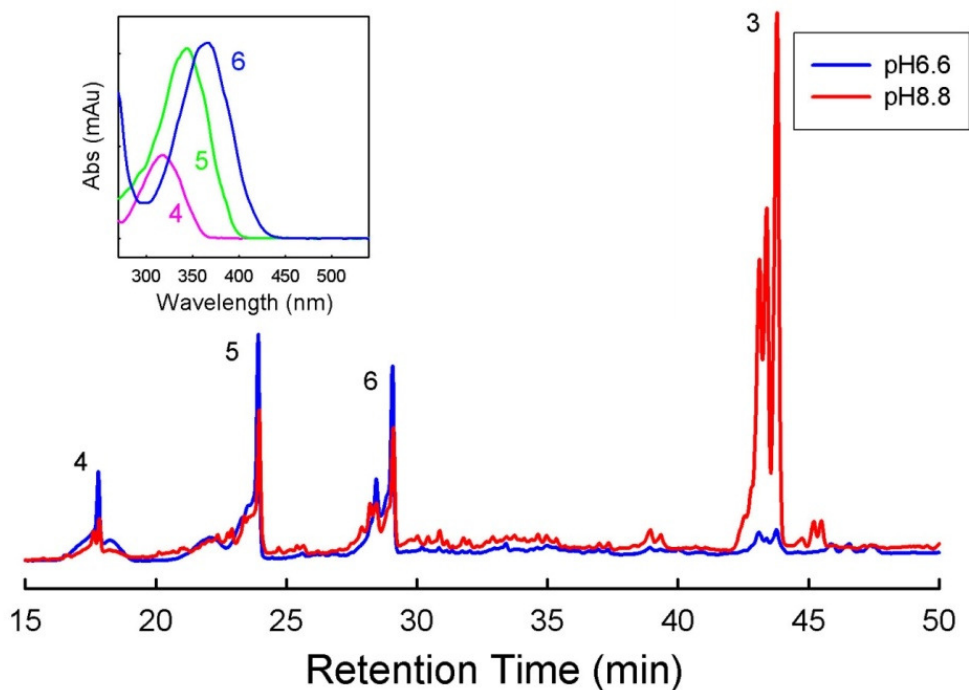 3
pH6.6
pH8.8
Abs (mAu)
6
5
4
300 350 400 450 500
Wavelength (nm)
5
6
4
15 20 25 30 35 40 45 50
Retention Time (min)